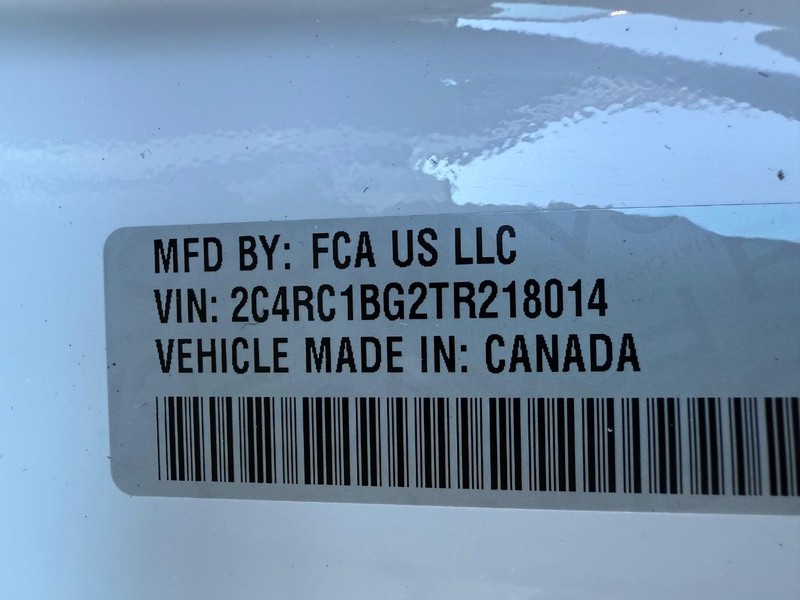 MFD BY: FCA US LLC
VIN: 2C4RC1BG2TR218014
VEHICLE MADE IN: CANADA